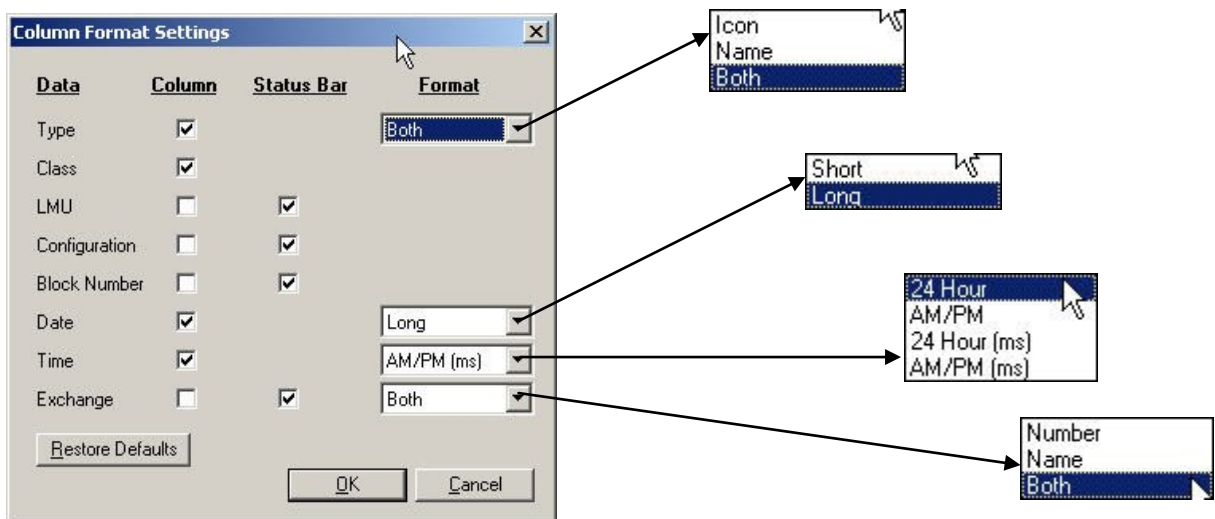 Column Format Settings
Data Column Status Bar Format
Type Both
Class
LMU
Configuration
Block Number
Date Long
Time AM/PM (ms)
Exchange Both
Restore Defaults
OK Cancel
Icon
Name
Both
Short
Long
24 Hour
AM/PM
24 Hour (ms)
AM/PM (ms)
Number
Name
Both